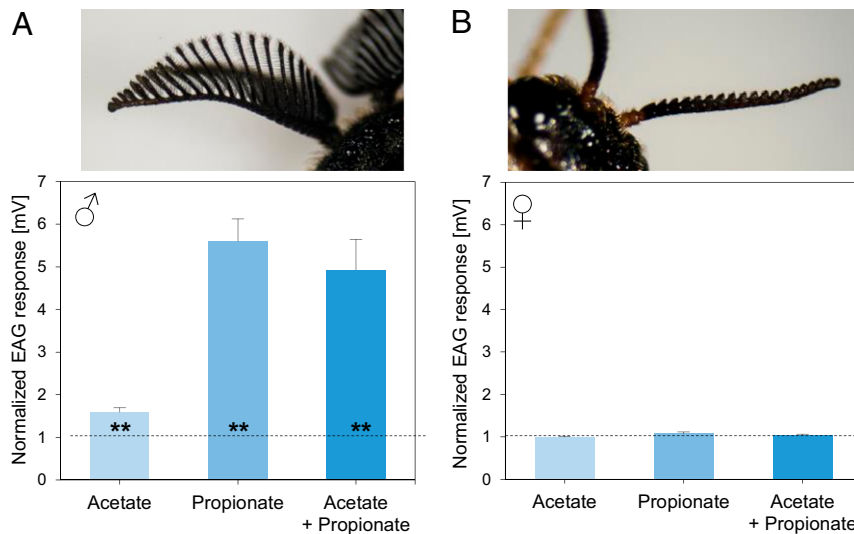 A
B
♂
7
6
5
4
3
2
1
0
Normalized EAG response [mV]
**
**
**
Acetate
Propionate
Acetate
+ Propionate
♀
7
6
5
4
3
2
1
0
Normalized EAG response [mV]
Acetate
Propionate
Acetate
+ Propionate